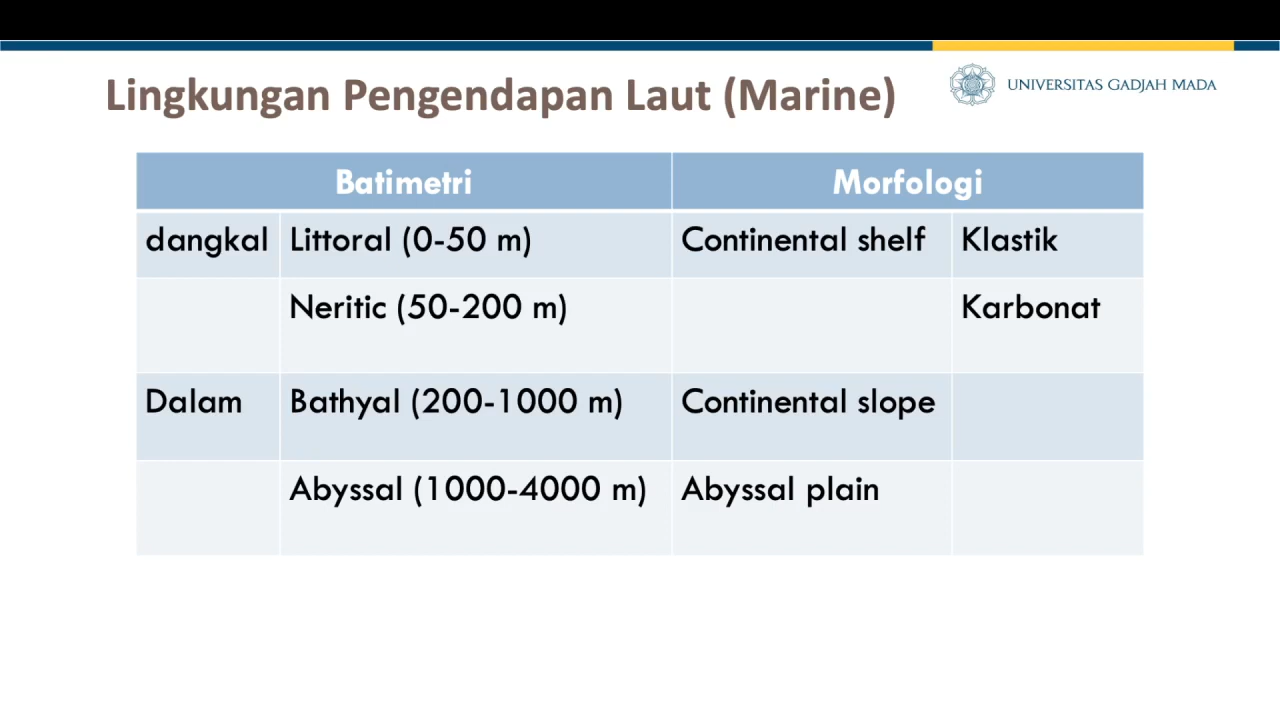 Lingkungan Pengendapan Laut (Marine)
UNIVERSITAS GADJAH MADA
Batimetri Morfologi
dangkal Littoral (0-50 m) Continental shelf Klastik
Neritic (50-200 m) Karbonat
Dalam Bathyal (200-1000 m) Continental slope
Abyssal (1000-4000 m) Abyssal plain